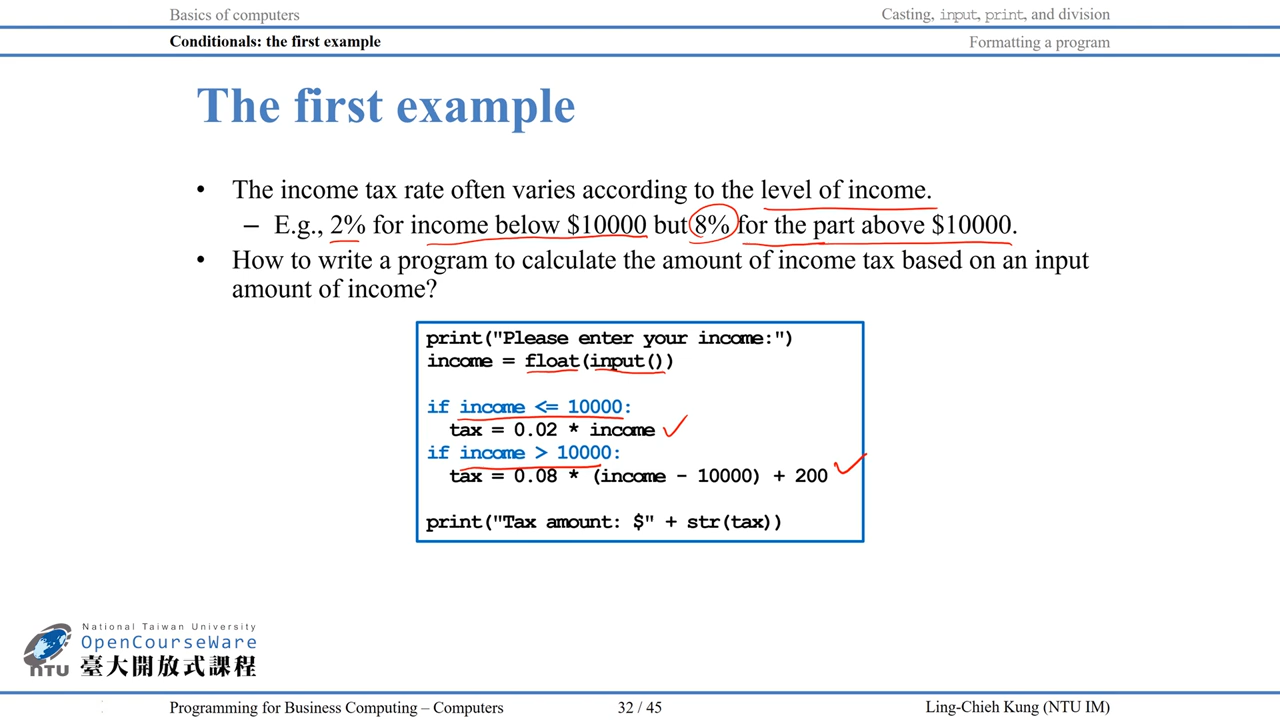 Basics of computers
Casting, input, print, and division
Conditionals: the first example
Formatting a program
The first example
• The income tax rate often varies according to the level of income.
– E.g., 2% for income below $10000 but 8% for the part above $10000.
• How to write a program to calculate the amount of income tax based on an input
amount of income?
print("Please enter your income:")
income = float(input())
if income <= 10000:
tax = 0.02 * income
if income > 10000:
tax = 0.08 * (income - 10000) + 200
print("Tax amount: $" + str(tax))
National Taiwan University
OpenCourseWare
NTU 臺大開放式課程
Programming for Business Computing – Computers
32 / 45
Ling-Chieh Kung (NTU IM)